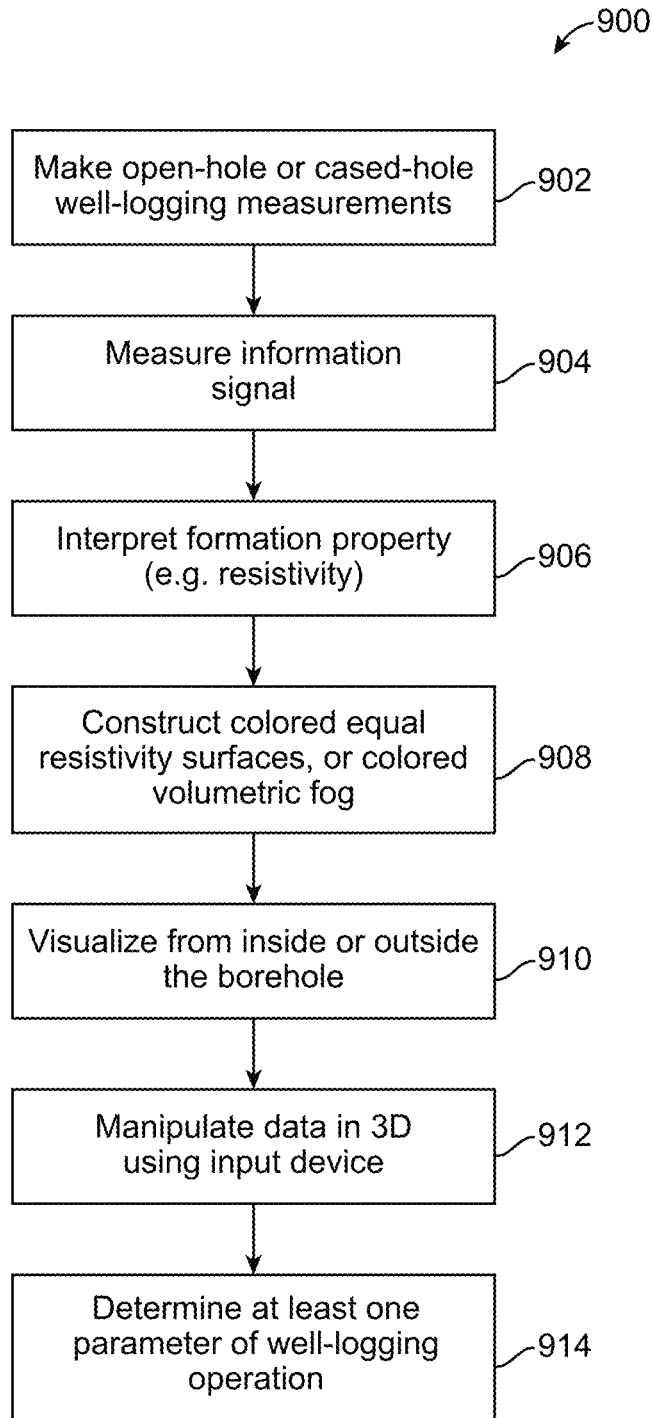 900
Make open-hole or cased-hole
well-logging measurements
902
Measure information
signal
904
Interpret formation property
(e.g. resistivity)
906
Construct colored equal
resistivity surfaces, or colored
volumetric fog
908
Visualize from inside or outside
the borehole
910
Manipulate data in 3D
using input device
912
Determine at least one
parameter of well-logging
operation
914